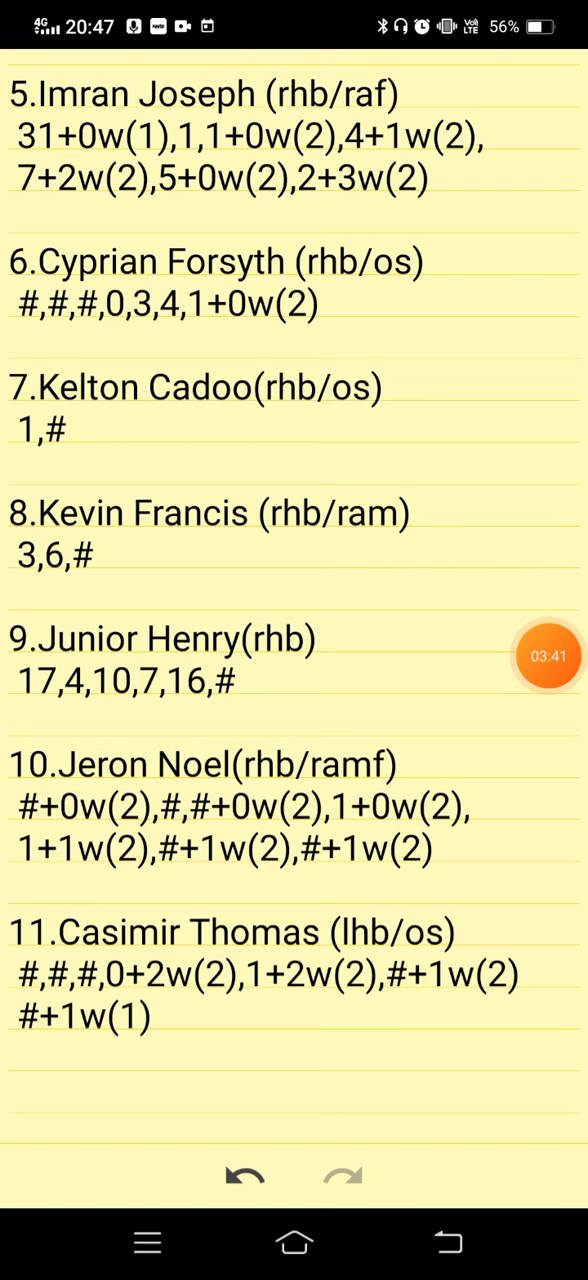 4G 20:47 Vo) LTE 56%
5.Imran Joseph (rhb/raf)
31+0w(1),1,1+0w(2),4+1w(2),
7+2w(2),5+0w(2),2+3w(2)
6.Cyprian Forsyth (rhb/os)
#,#,#,0,3,4,1+0w(2)
7.Kelton Cadoo(rhb/os)
1,#
8.Kevin Francis (rhb/ram)
3,6,#
9.Junior Henry(rhb)
03:41
17,4,10,7,16,#
10.Jeron Noel(rhb/ramf)
#+0w(2),#,#+0w(2),1+0w(2),
1+1w(2),#+1w(2),#+1w(2)
11.Casimir Thomas (lhb/os)
#,#,#,0+2w(2),1+2w(2),#+1w(2)
#+1w(1)